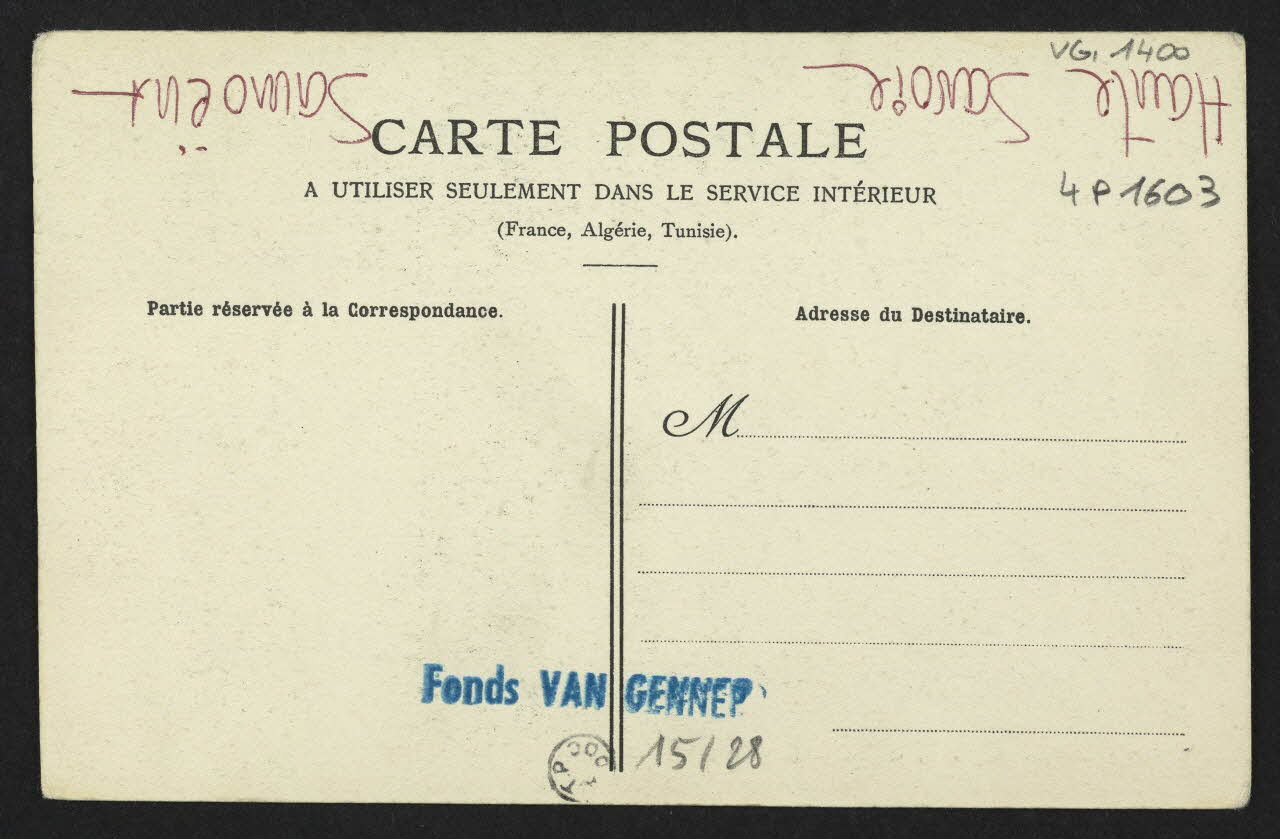 VG. 1400
Haute Savoie
Samoëns
CARTE POSTALE
A UTILISER SEULEMENT DANS LE SERVICE INTÉRIEUR
4 P 1603
(France, Algérie, Tunisie).
Partie réservée à la Correspondance.
Adresse du Destinataire.
M
Fonds VAN GENNEP
15/28